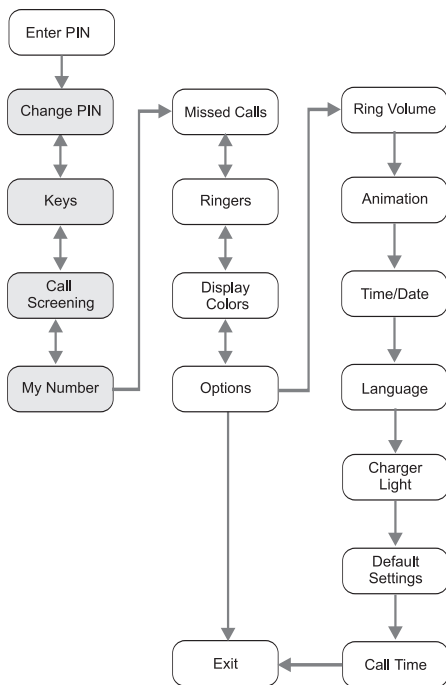 Enter PIN
Change PIN
Keys
Call
Screening
My Number
Missed Calls
Ringers
Display
Colors
Options
Exit
Ring Volume
Animation
Time/Date
Language
Charger
Light
Default
Settings
Call Time